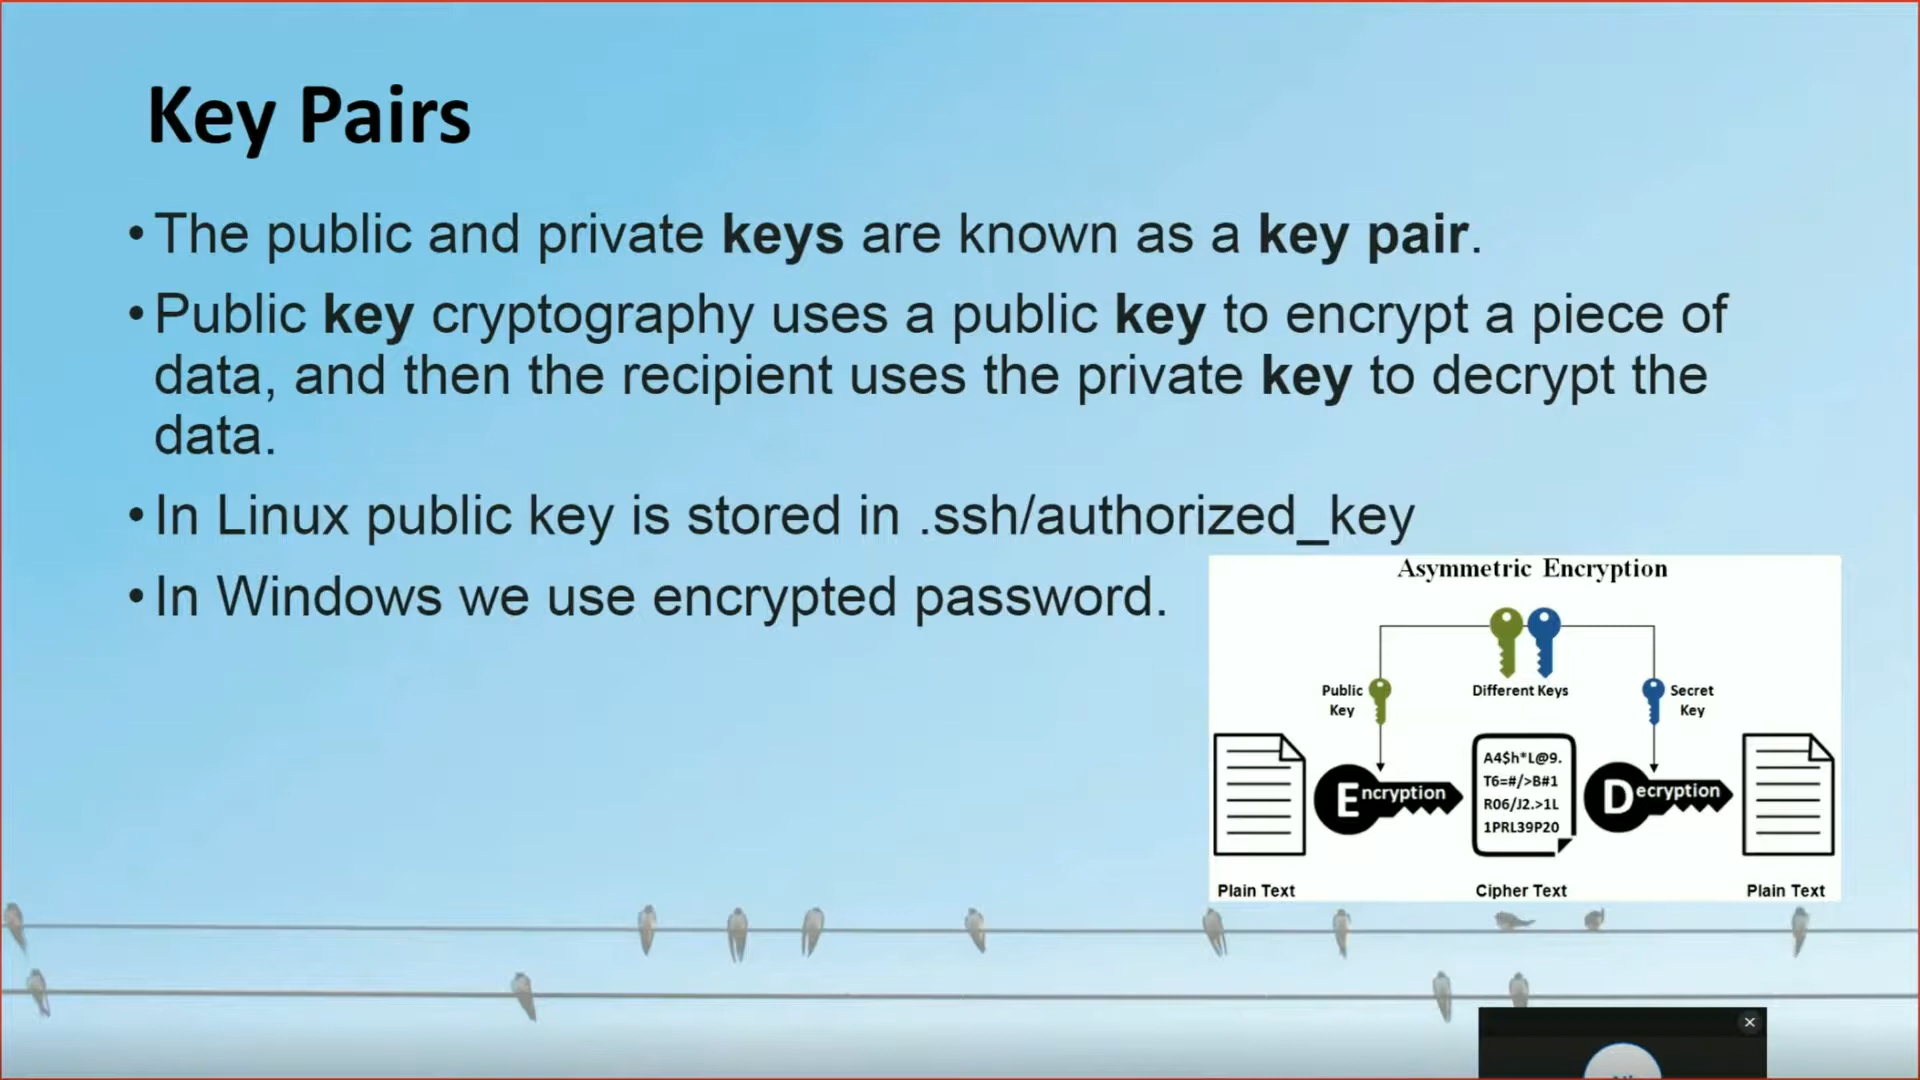 Key Pairs
• The public and private keys are known as a key pair.
• Public key cryptography uses a public key to encrypt a piece of
data, and then the recipient uses the private key to decrypt the
data.
• In Linux public key is stored in .ssh/authorized_key
• In Windows we use encrypted password.
Asymmetric Encryption
Public
Key
Different Keys
Secret
Key
Encryption
A4$h*L@9.
T6=#/>B#1
R06/J2.>1L
1PRL39P20
Decryption
Plain Text
Cipher Text
Plain Text